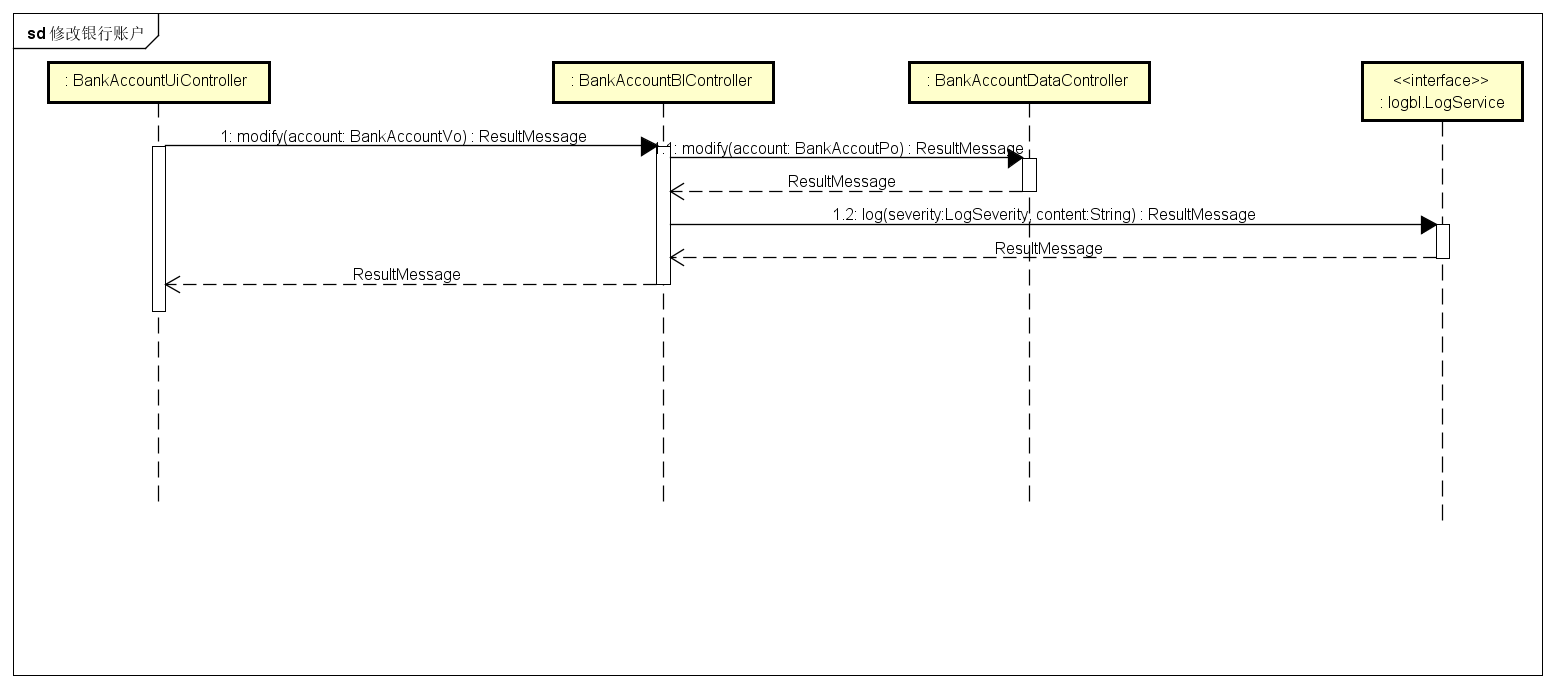 sd 修改银行账户
: BankAccountUiController
: BankAccountBlController
: BankAccountDataController
<<interface>>
: logbl.LogService
1: modify(account: BankAccountVo) : ResultMessage
1.1: modify(account: BankAccoutPo) : ResultMessage
ResultMessage
1.2: log(severity:LogSeverity, content:String) : ResultMessage
ResultMessage
ResultMessage